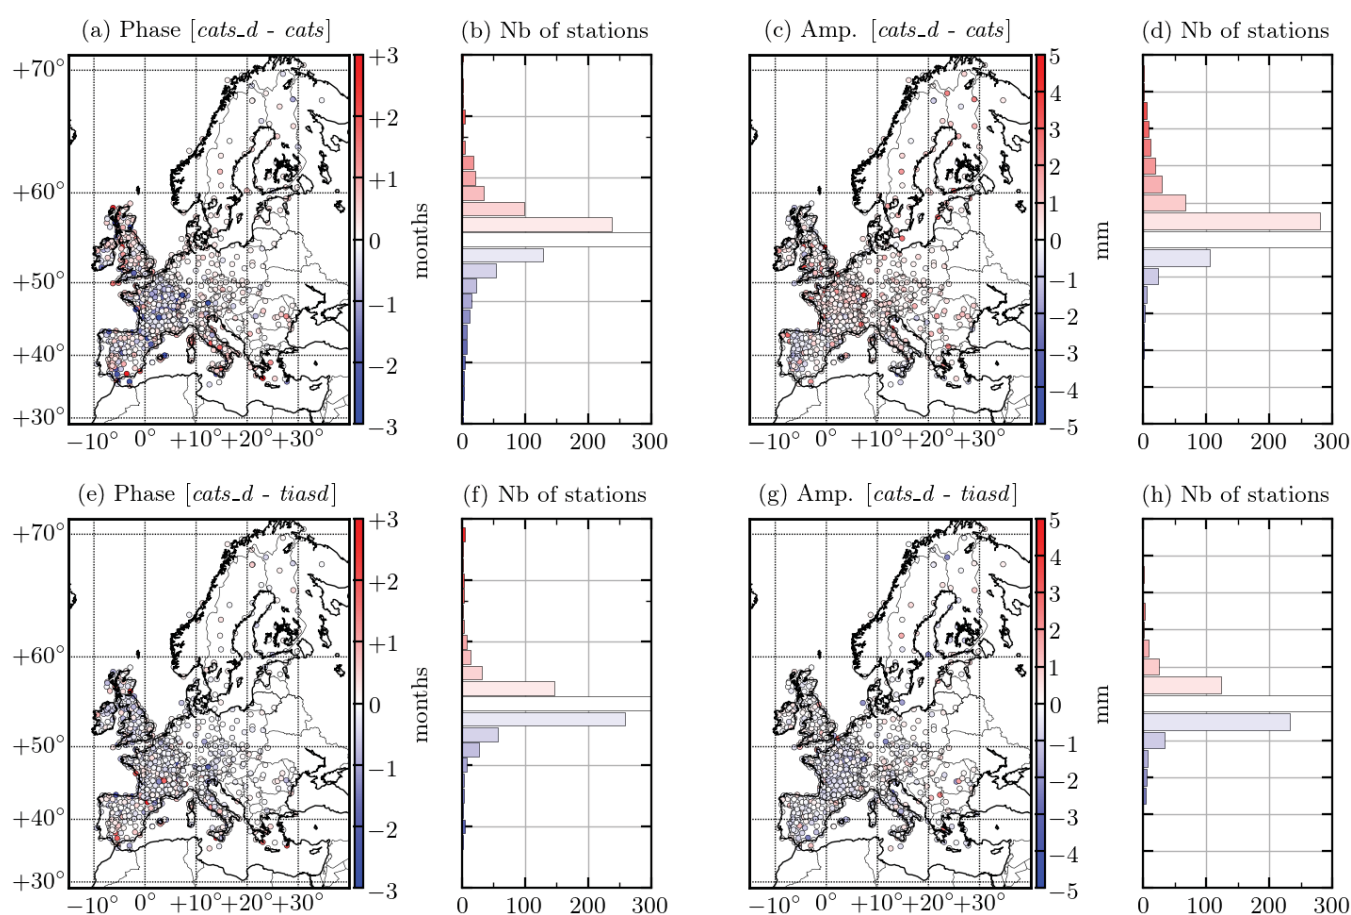 (a) Phase [cats_d - cats]
(b) Nb of stations
(c) Amp. [cats_d - cats]
(d) Nb of stations
+70°
+60°
+50°
+40°
+30°
−10° 0° +10°+20°+30°
+3
+2
+1
0
−1
−2
−3
months
0 100 200 300
−10° 0° +10°+20°+30°
5
4
3
2
1
0
−1
−2
−3
−4
−5
mm
0 100 200 300
(e) Phase [cats_d - tiasd]
(f) Nb of stations
(g) Amp. [cats_d - tiasd]
(h) Nb of stations
+70°
+60°
+50°
+40°
+30°
−10° 0° +10°+20°+30°
+3
+2
+1
0
−1
−2
−3
months
0 100 200 300
−10° 0° +10°+20°+30°
5
4
3
2
1
0
−1
−2
−3
−4
−5
mm
0 100 200 300